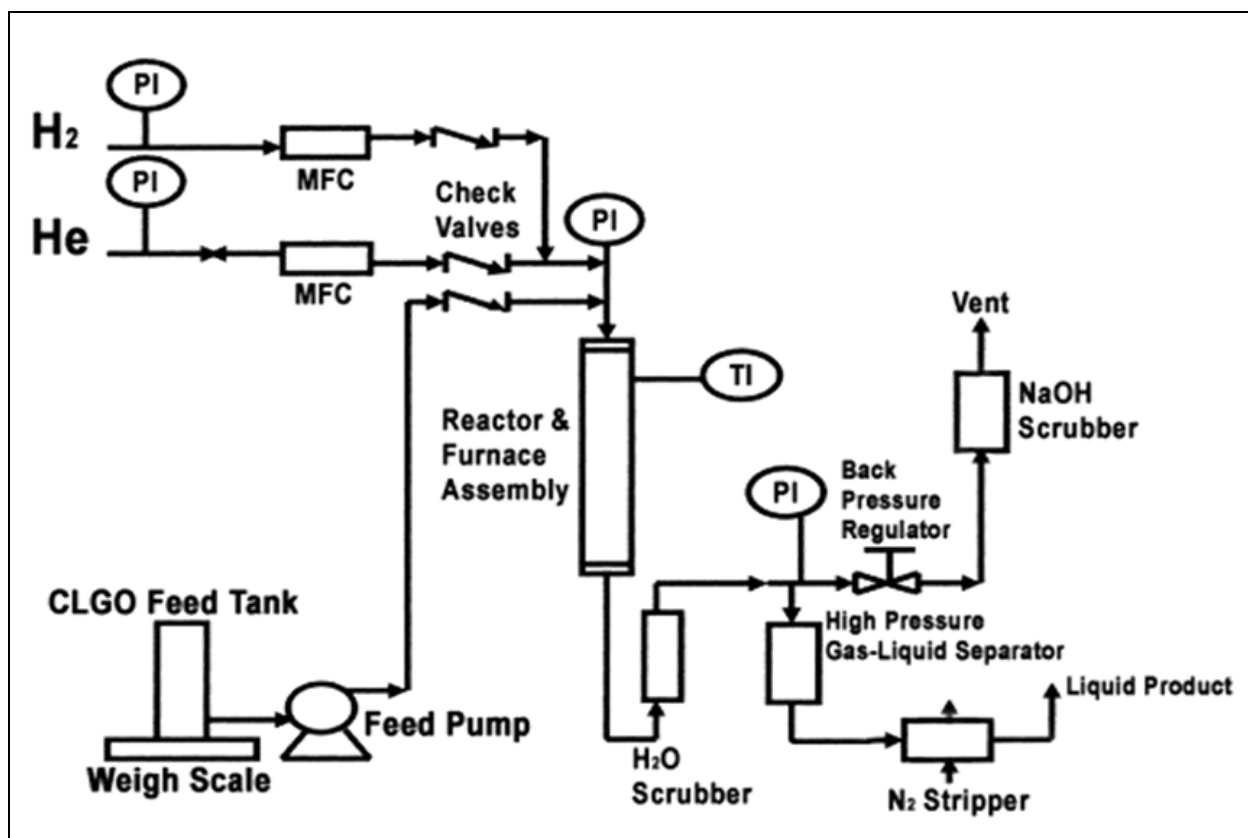 PI
H₂
MFC
PI
He
MFC
Check
Valves
PI
TI
Reactor &
Furnace
Assembly
Vent
NaOH
Scrubber
PI
Back
Pressure
Regulator
CLGO Feed Tank
High Pressure
Gas-Liquid Separator
Liquid Product
Feed Pump
Weigh Scale
H₂O
Scrubber
N₂ Stripper